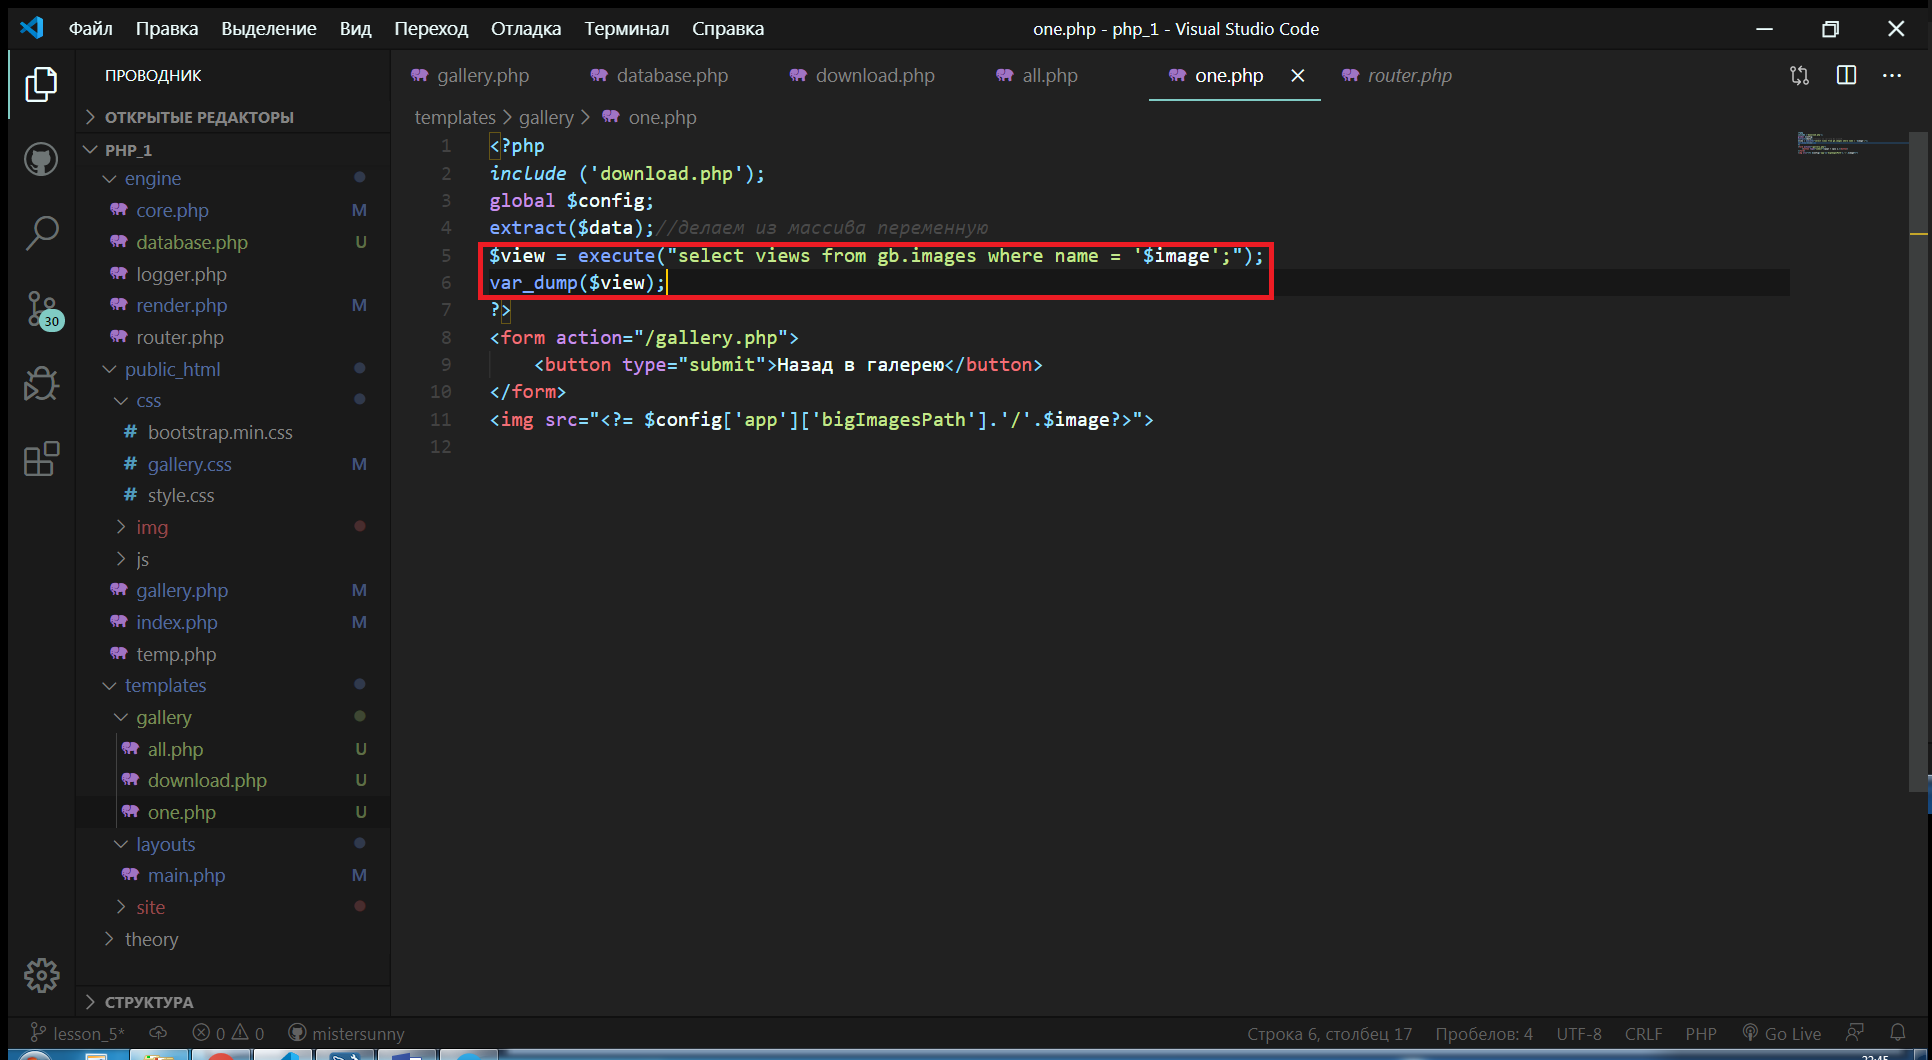 Файл Правка Выделение Вид Переход Отладка Терминал Справка one.php - php_1 - Visual Studio Code
ПРОВОДНИК
ОТКРЫТЫЕ РЕДАКТОРЫ
PHP_1
engine
core.php M
database.php U
logger.php
render.php M
router.php
public_html
css
# bootstrap.min.css
# gallery.css M
# style.css
img
js
gallery.php M
index.php M
temp.php
templates
gallery
all.php U
download.php U
one.php U
layouts
main.php M
site
theory
СТРУКТУРА
30
gallery.php database.php download.php all.php one.php router.php
templates > gallery > one.php
1 <?php
2 include ('download.php');
3 global $config;
4 extract($data);//делаем из массива переменную
5 $view = execute("select views from gb.images where name = '$image';");
6 var_dump($view);
7 ?>
8 <form action="/gallery.php">
9 <button type="submit">Назад в галерею</button>
10 </form>
11 <img src="<?= $config['app']['bigImagesPath'].'/'.$image?>">
12
lesson_5* 0 0 mistersunny Строка 6, столбец 17 Пробелов: 4 UTF-8 CRLF PHP Go Live